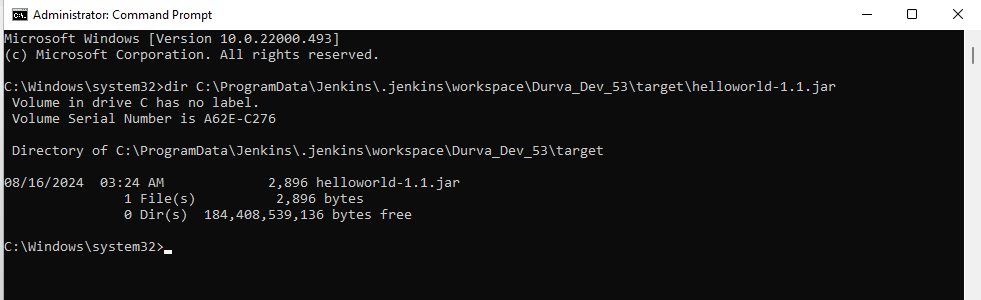 Administrator: Command Prompt
Microsoft Windows [Version 10.0.22000.493]
(c) Microsoft Corporation. All rights reserved.
C:\Windows\system32>dir C:\ProgramData\Jenkins\.jenkins\workspace\Durva_Dev_53\target\helloworld-1.1.jar
Volume in drive C has no label.
Volume Serial Number is A62E-C276
Directory of C:\ProgramData\Jenkins\.jenkins\workspace\Durva_Dev_53\target
08/16/2024  03:24 AM             2,896 helloworld-1.1.jar
1 File(s)          2,896 bytes
0 Dir(s)  184,408,539,136 bytes free
C:\Windows\system32>